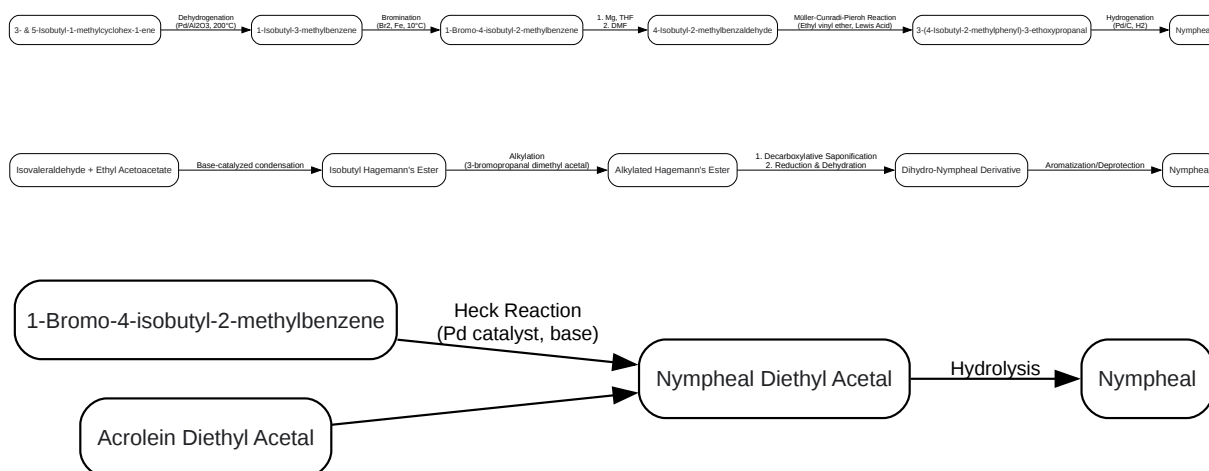 Dehydrogenation
(Pd/Al2O3, 200°C)
Bromination
(Br2, Fe, 10°C)
1. Mg, THF
2. DMF
Müller-Cunradi-Pieroh Reaction
(Ethyl vinyl ether, Lewis Acid)
Hydrogenation
(Pd/C, H2)
3- & 5-Isobutyl-1-methylcyclohex-1-ene
1-Isobutyl-3-methylbenzene
1-Bromo-4-isobutyl-2-methylbenzene
4-Isobutyl-2-methylbenzaldehyde
3-(4-Isobutyl-2-methylphenyl)-3-ethoxypropanal
Nympheal
Isovaleraldehyde + Ethyl Acetoacetate
Base-catalyzed condensation
Isobutyl Hagemann's Ester
Alkylation
(3-bromopropanal dimethyl acetal)
Alkylated Hagemann's Ester
1. Decarboxylative Saponification
2. Reduction & Dehydration
Dihydro-Nympheal Derivative
Aromatization/Deprotection
Nympheal
1-Bromo-4-isobutyl-2-methylbenzene
Heck Reaction
(Pd catalyst, base)
Acrolein Diethyl Acetal
Nympheal Diethyl Acetal
Hydrolysis
Nympheal